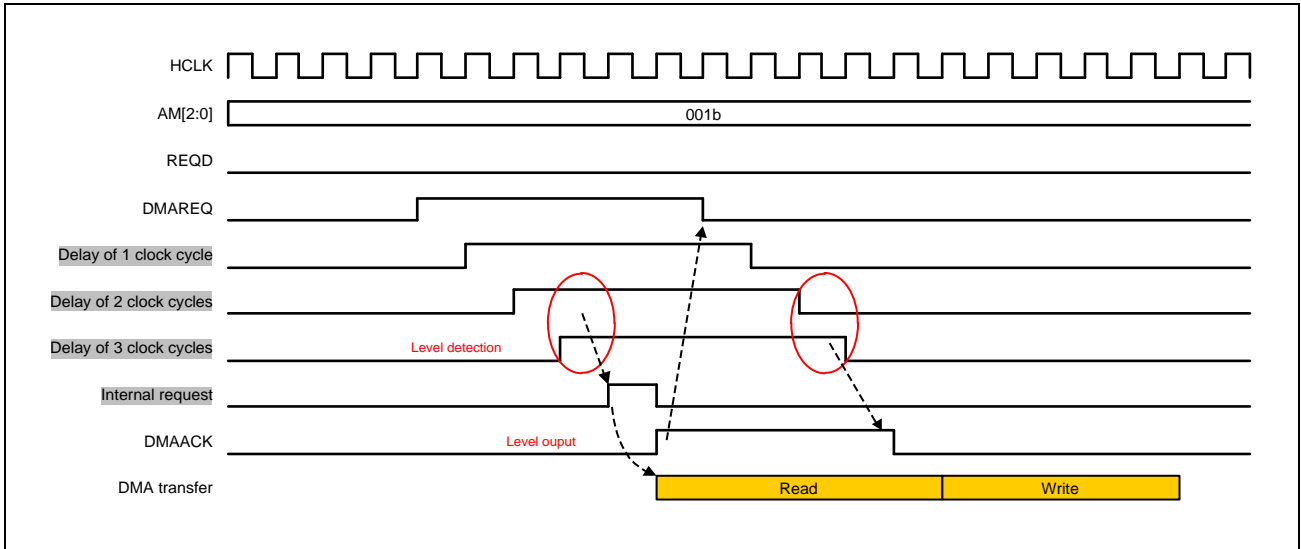 HCLK
AM[2:0]
001b
REQD
DMAREQ
Delay of 1 clock cycle
Delay of 2 clock cycles
Delay of 3 clock cycles
Level detection
Internal request
DMAACK
Level ouput
DMA transfer
Read
Write